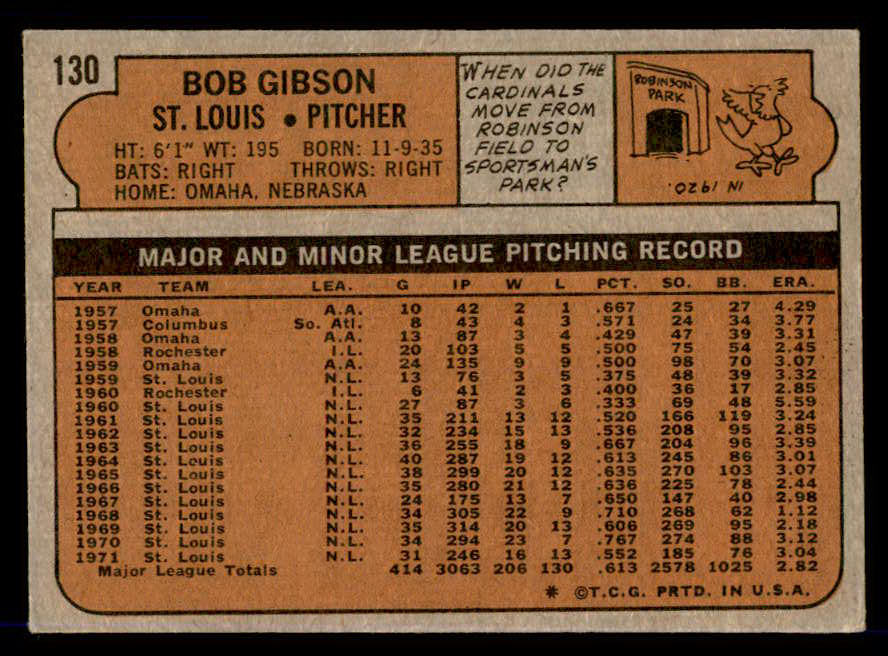 130
BOB GIBSON
ST. LOUIS • PITCHER
HT: 6'1" WT: 195 BORN: 11-9-35
BATS: RIGHT THROWS: RIGHT
HOME: OMAHA, NEBRASKA
WHEN DID THE
CARDINALS
MOVE FROM
ROBINSON
FIELD TO
SPORTSMAN'S
PARK?
ROBINSON
PARK
IN 1920.
MAJOR AND MINOR LEAGUE PITCHING RECORD
YEAR TEAM LEA. G IP W L PCT. SO. BB. ERA.
1957 Omaha A.A. 10 42 2 1 .667 25 27 4.29
1957 Columbus So. Atl. 8 43 4 3 .571 24 34 3.77
1958 Omaha A.A. 13 87 3 4 .429 47 39 3.31
1958 Rochester I.L. 20 103 5 5 .500 75 54 2.45
1959 Omaha A.A. 24 135 9 9 .500 98 70 3.07
1959 St. Louis N.L. 13 76 3 5 .375 48 39 3.32
1960 Rochester I.L. 6 41 2 3 .400 36 17 2.85
1960 St. Louis N.L. 27 87 3 6 .333 69 48 5.59
1961 St. Louis N.L. 35 211 13 12 .520 166 119 3.24
1962 St. Louis N.L. 32 234 15 13 .536 208 95 2.85
1963 St. Louis N.L. 36 255 18 9 .667 204 96 3.39
1964 St. Louis N.L. 40 287 19 12 .613 245 86 3.01
1965 St. Louis N.L. 38 299 20 12 .635 270 103 3.07
1966 St. Louis N.L. 35 280 21 12 .636 225 78 2.44
1967 St. Louis N.L. 24 175 13 7 .650 147 40 2.98
1968 St. Louis N.L. 34 305 22 9 .710 268 62 1.12
1969 St. Louis N.L. 35 314 20 13 .606 269 95 2.18
1970 St. Louis N.L. 34 294 23 7 .767 274 88 3.12
1971 St. Louis N.L. 31 246 16 13 .552 185 76 3.04
Major League Totals 414 3063 206 130 .613 2578 1025 2.82
* ©T.C.G. PRTD. IN U.S.A.